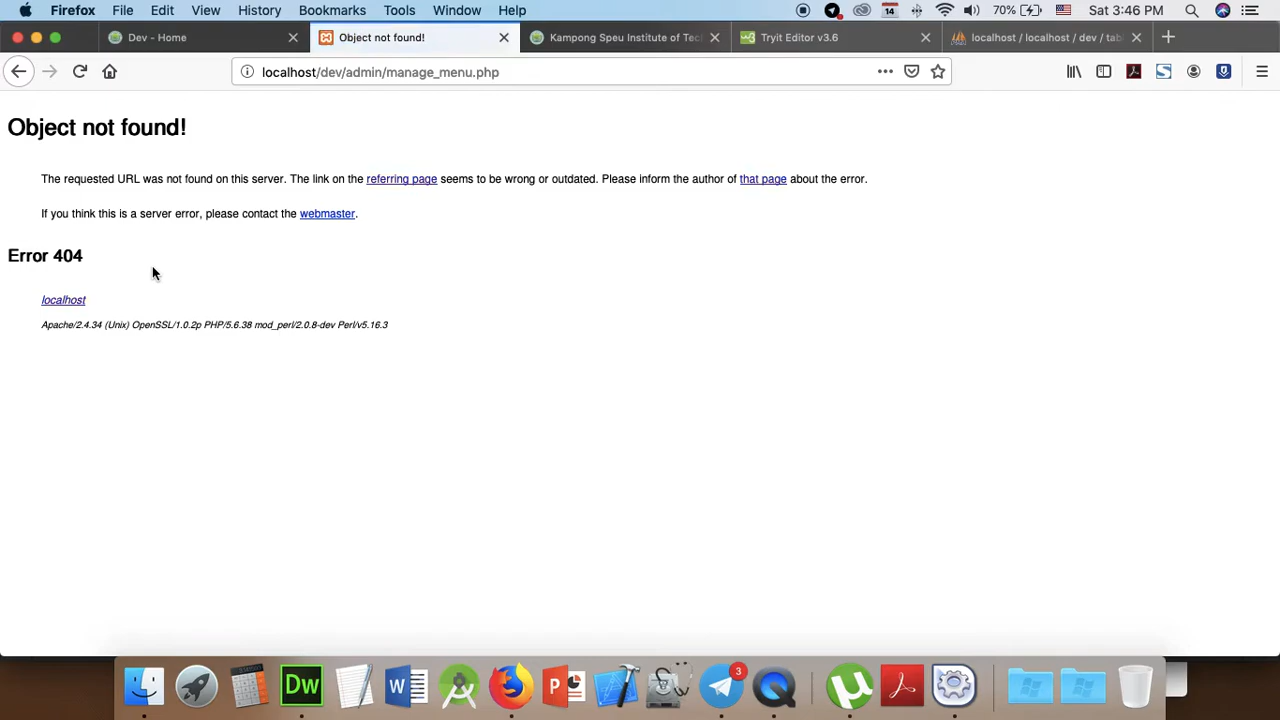 Firefox File Edit View History Bookmarks Tools Window Help 14 70% Sat 3:46 PM
Dev - Home Object not found! Kampong Speu Institute of Tec Tryit Editor v3.6 localhost / localhost / dev / tab
localhost/dev/admin/manage_menu.php
Object not found!
The requested URL was not found on this server. The link on the referring page seems to be wrong or outdated. Please inform the author of that page about the error.
If you think this is a server error, please contact the webmaster.
Error 404
localhost
Apache/2.4.34 (Unix) OpenSSL/1.0.2p PHP/5.6.38 mod_perl/2.0.8-dev Perl/v5.16.3
Dw W P 3